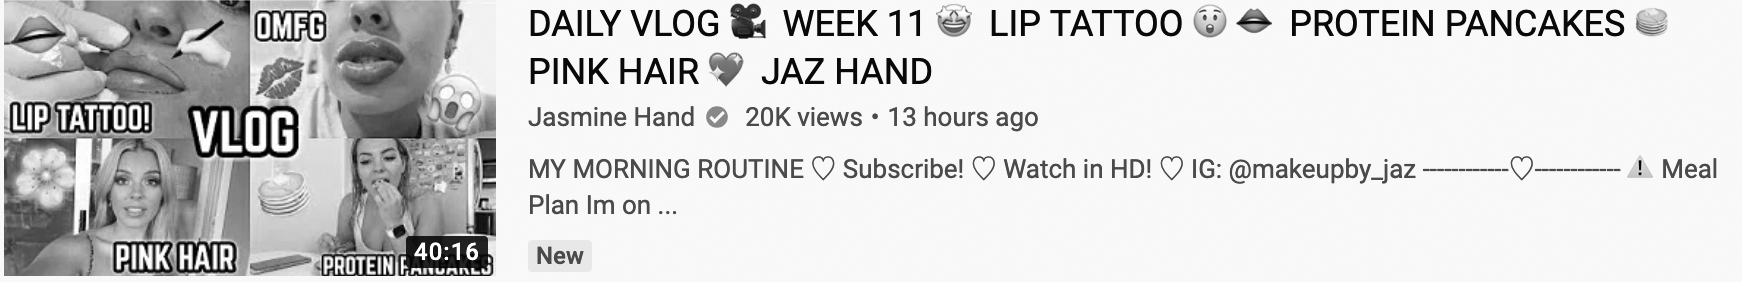 OMFG
LIP TATTOO!
VLOG
PINK HAIR
PROTEIN PANCAKES
40:16
DAILY VLOG 🎥 WEEK 11 🤩 LIP TATTOO 😲 👄 PROTEIN PANCAKES 🥞
PINK HAIR 💖 JAZ HAND
Jasmine Hand 20K views • 13 hours ago
MY MORNING ROUTINE ♡ Subscribe! ♡ Watch in HD! ♡ IG: @makeupby_jaz ------------♡------------ ⚠ Meal
Plan Im on ...
New